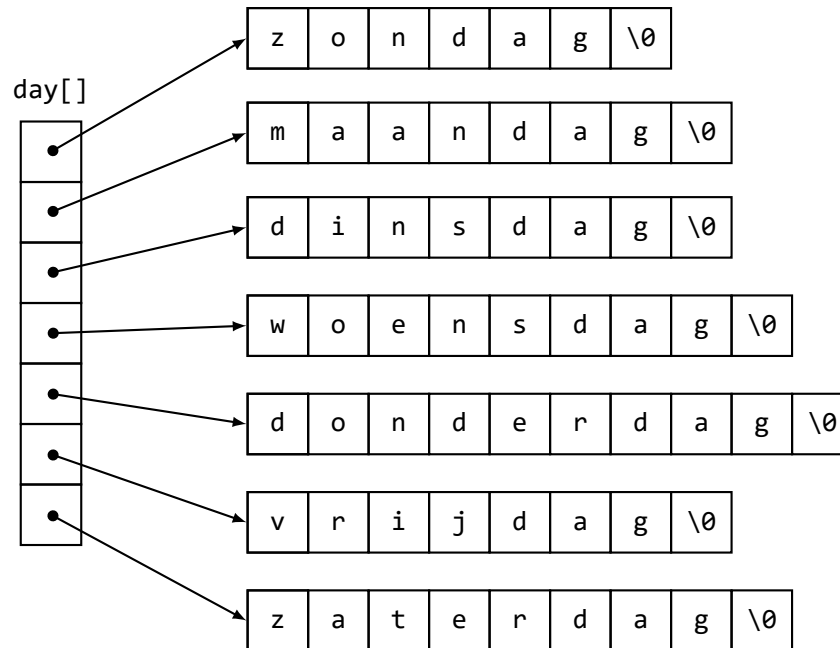 z o n d a g \0
day[]
m a a n d a g \0
d i n s d a g \0
w o e n s d a g \0
d o n d e r d a g \0
v r i j d a g \0
z a t e r d a g \0